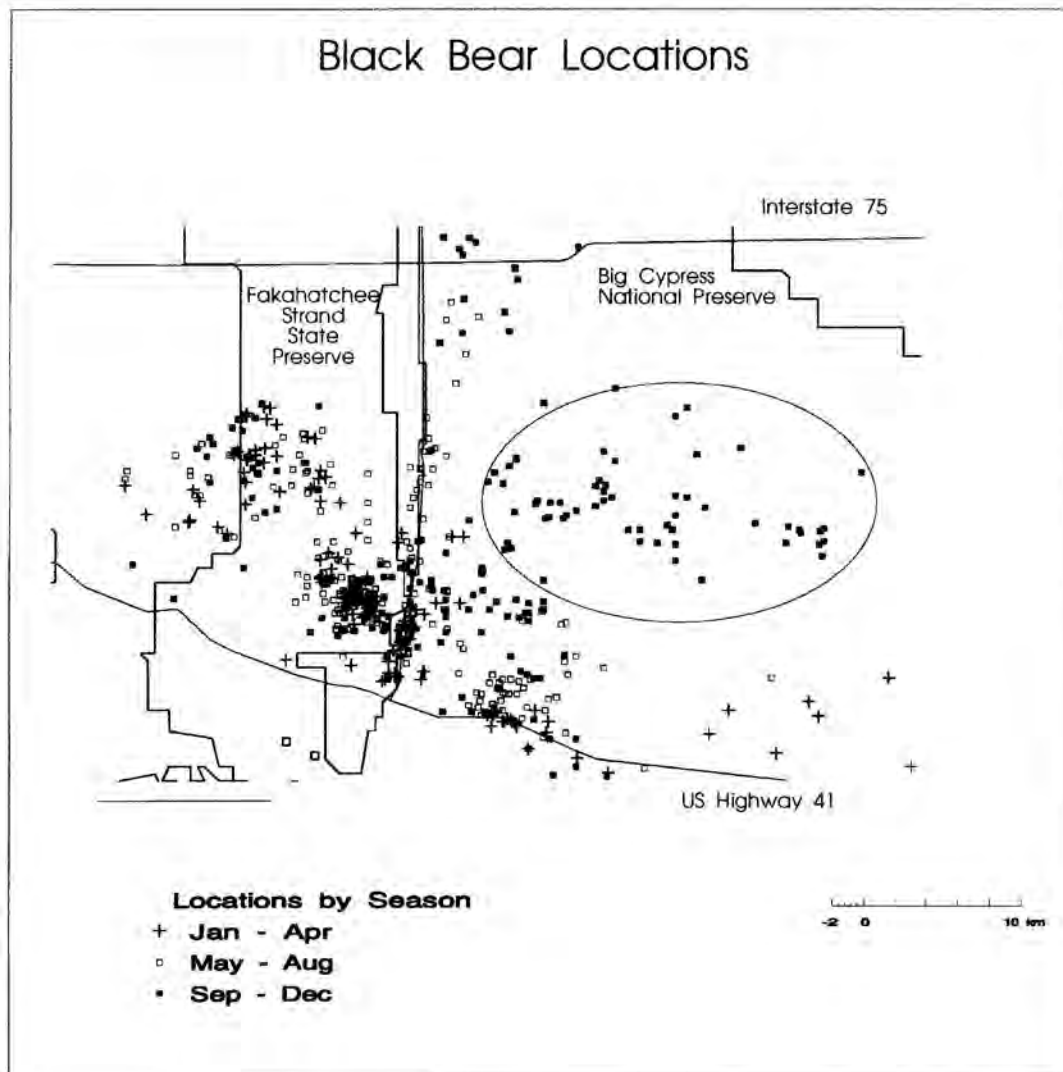 Black Bear Locations
Interstate 75
Big Cypress
National Preserve
Fakahatchee
Strand
State
Preserve
US Highway 41
Locations by Season
+ Jan - Apr
▫ May - Aug
▪ Sep - Dec
-2 0 10 km